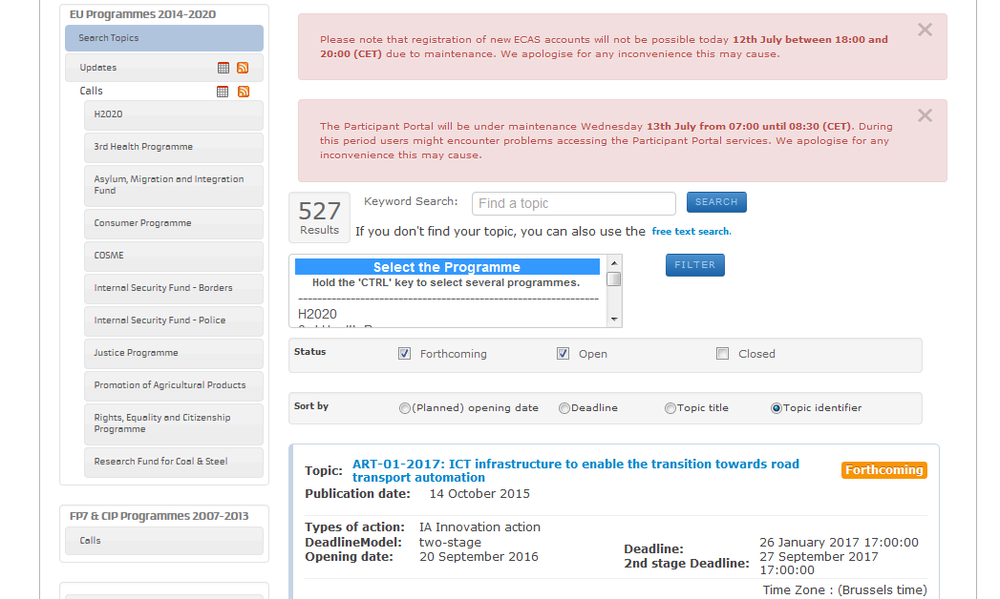 EU Programmes 2014-2020
Search Topics
Updates
Calls
H2020
3rd Health Programme
Asylum, Migration and Integration
Fund
Consumer Programme
COSME
Internal Security Fund - Borders
Internal Security Fund - Police
Justice Programme
Promotion of Agricultural Products
Rights, Equality and Citizenship
Programme
Research Fund for Coal & Steel
FP7 & CIP Programmes 2007-2013
Calls
Please note that registration of new ECAS accounts will not be possible today 12th July between 18:00 and
20:00 (CET) due to maintenance. We apologise for any inconvenience this may cause.
The Participant Portal will be under maintenance Wednesday 13th July from 07:00 until 08:30 (CET). During
this period users might encounter problems accessing the Participant Portal services. We apologise for any
inconvenience this may cause.
527
Results
Keyword Search:
Find a topic
SEARCH
If you don't find your topic, you can also use the free text search.
Select the Programme
Hold the 'CTRL' key to select several programmes.
--------------------------------------------------------------
H2020
FILTER
Status
Forthcoming
Open
Closed
Sort by
(Planned) opening date
Deadline
Topic title
Topic identifier
Topic: ART-01-2017: ICT infrastructure to enable the transition towards road
transport automation
Forthcoming
Publication date: 14 October 2015
Types of action: IA Innovation action
DeadlineModel: two-stage
Opening date: 20 September 2016
Deadline: 26 January 2017 17:00:00
2nd stage Deadline: 27 September 2017
17:00:00
Time Zone : (Brussels time)